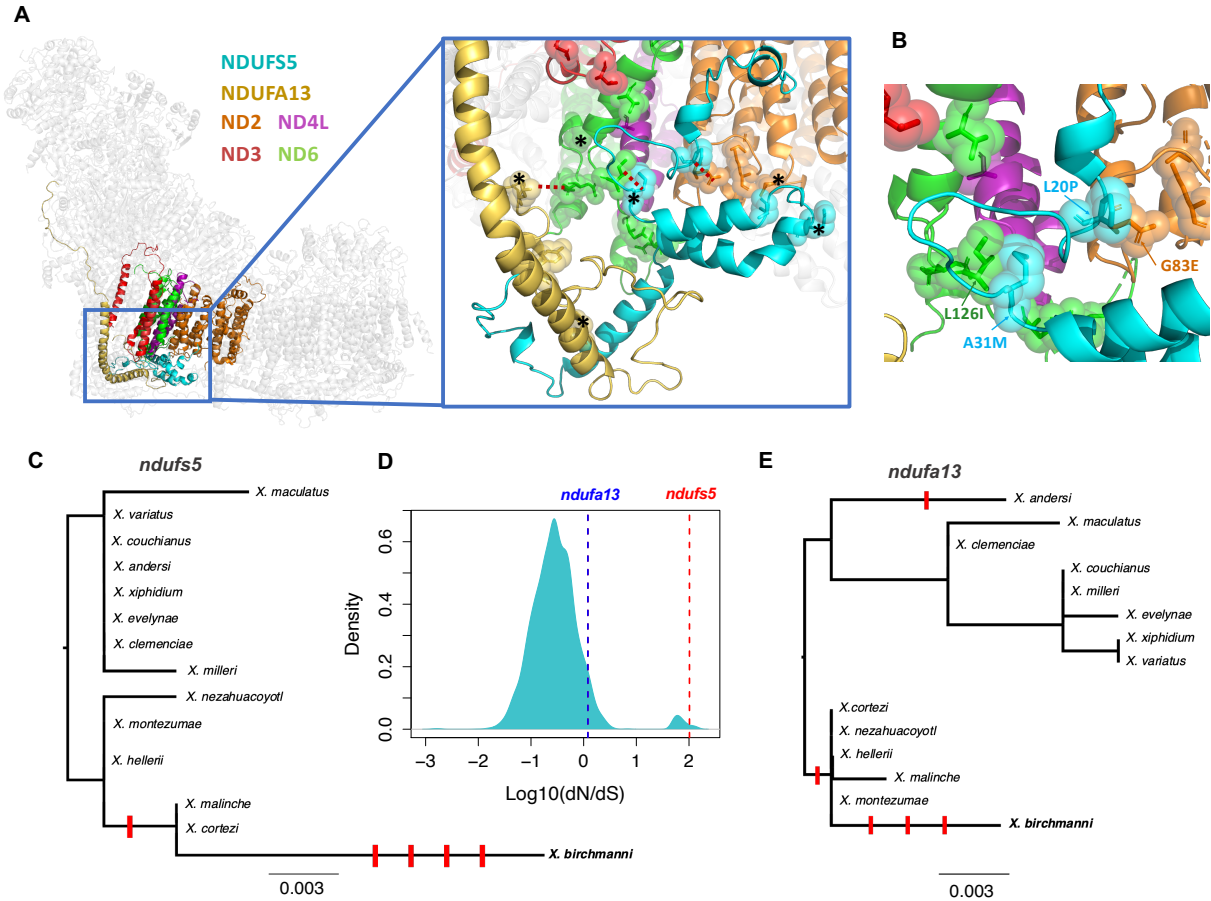 A
NDUFS5
NDUFA13
ND2 ND4L
ND3 ND6
*
*
*
*
*
*
B
L20P
G83E
L126I
A31M
C
ndufs5
X. maculatus
X. variatus
X. couchianus
X. andersi
X. xiphidium
X. evelynae
X. clemenciae
X. milleri
X. nezahuacoyotl
X. montezumae
X. hellerii
X. malinche
X. cortezi
X. birchmanni
0.003
D
ndufa13 ndufs5
Density
0.6
0.4
0.2
0.0
−3 −2 −1 0 1 2
Log10(dN/dS)
E
ndufa13
X. andersi
X. maculatus
X. clemenciae
X. couchianus
X. milleri
X. evelynae
X. xiphidium
X. variatus
X.cortezi
X. nezahuacoyotl
X. hellerii
X. malinche
X. montezumae
X. birchmanni
0.003